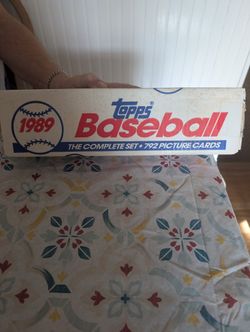 1989
Topps
Baseball
THE COMPLETE SET • 792 PICTURE CARDS